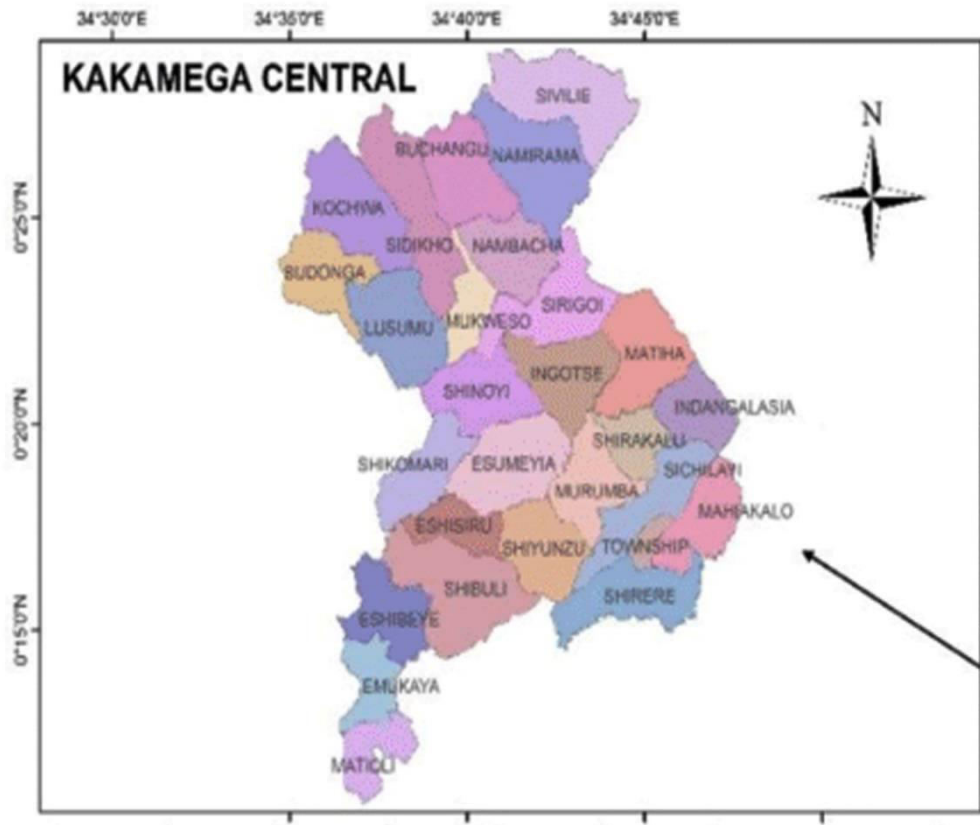 34°30'0"E 34°35'0"E 34°40'0"E 34°45'0"E
KAKAMEGA CENTRAL
N
0°25'0"N
0°20'0"N
0°15'0"N
SIVILIE
BUCHANGU
NAMIRAMA
KOCHWA
SIDIKHO
NAMBACHA
BUDONGA
SIRIGOI
LUSUMU
MUKWESO
MATIHA
INGOTSE
SHINOYI
INDANGALASIA
SHIRAKALU
SHIKOMARI
ESUMEYIA
SICHILAYI
MURUMBA
MAHIAKALO
ESHISIRU
SHIYUNZU
TOWNSHIP
SHIBULI
SHIRERE
ESHIBEYE
EMUKAYA
MATIOLI